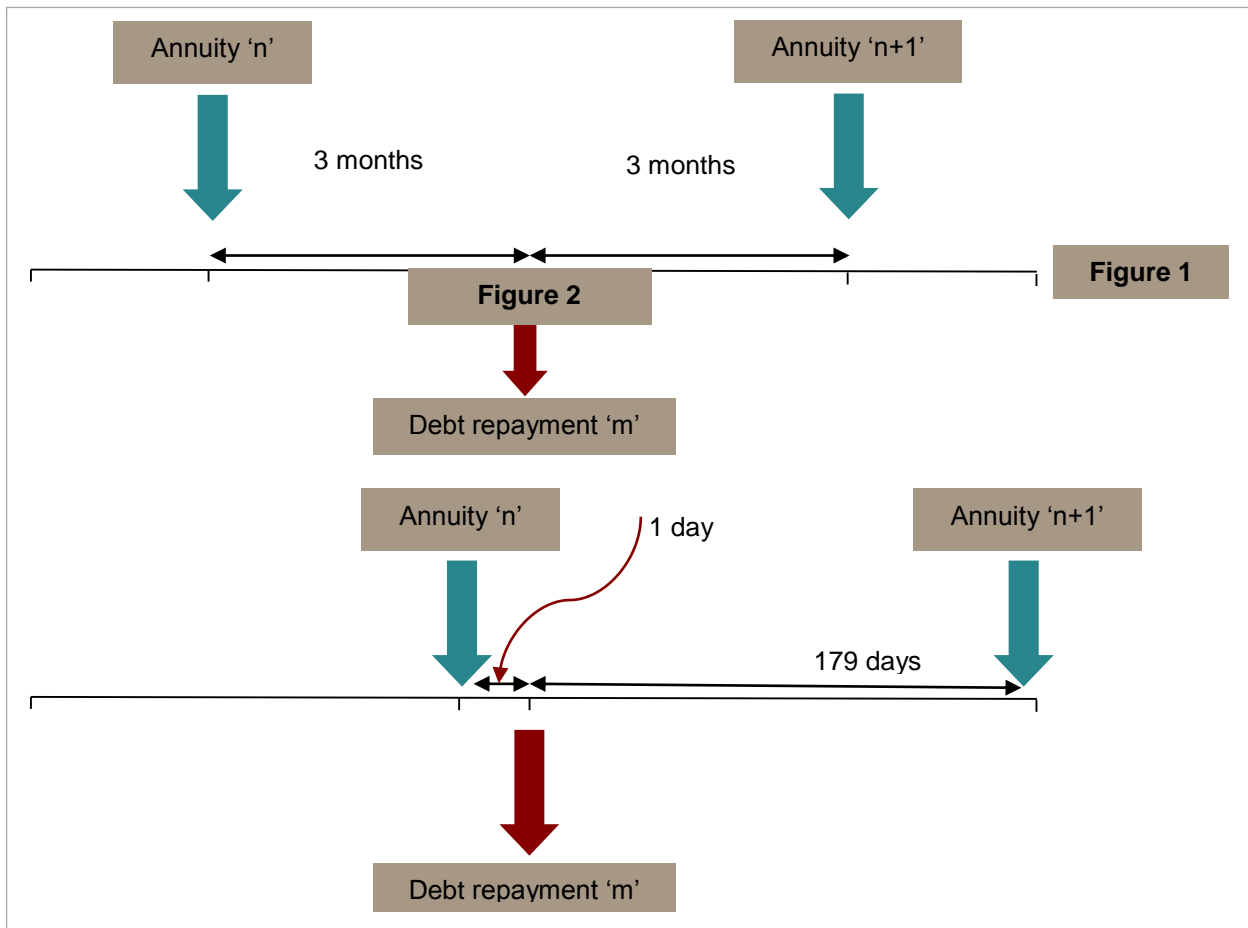 Annuity ‘n’
Annuity ‘n+1’
3 months
3 months
Figure 1
Figure 2
Debt repayment ‘m’
Annuity ‘n’
1 day
Annuity ‘n+1’
179 days
Debt repayment ‘m’